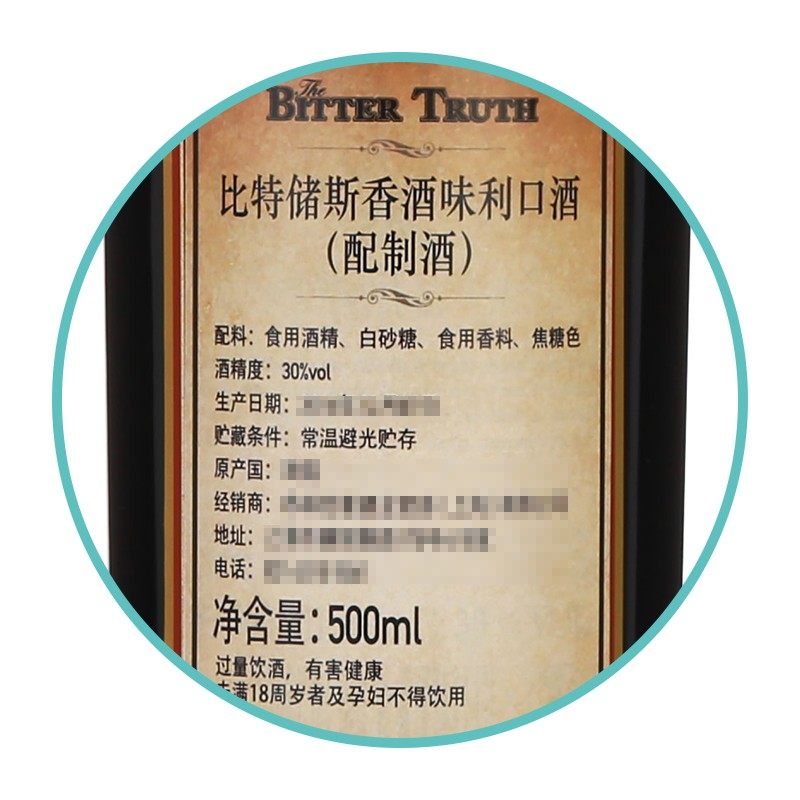 The
BITTER TRUTH
比特储斯香酒味利口酒
（配制酒）
配料：食用酒精、白砂糖、食用香料、焦糖色
酒精度：30%vol
生产日期：
贮藏条件：常温避光贮存
原产国：
经销商：
地址：
电话：
净含量：500ml
过量饮酒，有害健康
未满18周岁者及孕妇不得饮用